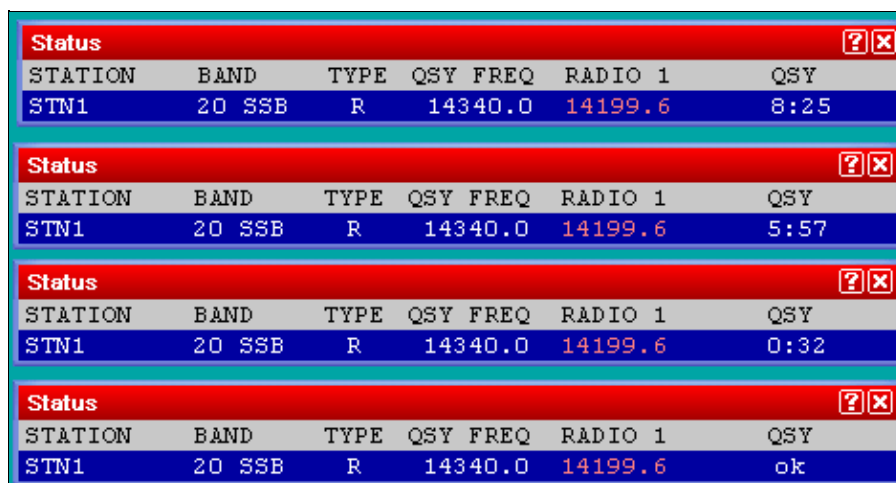 Status
STATION BAND TYPE QSY FREQ RADIO 1 QSY
STN1 20 SSB R 14340.0 14199.6 8:25
Status
STATION BAND TYPE QSY FREQ RADIO 1 QSY
STN1 20 SSB R 14340.0 14199.6 5:57
Status
STATION BAND TYPE QSY FREQ RADIO 1 QSY
STN1 20 SSB R 14340.0 14199.6 0:32
Status
STATION BAND TYPE QSY FREQ RADIO 1 QSY
STN1 20 SSB R 14340.0 14199.6 ok